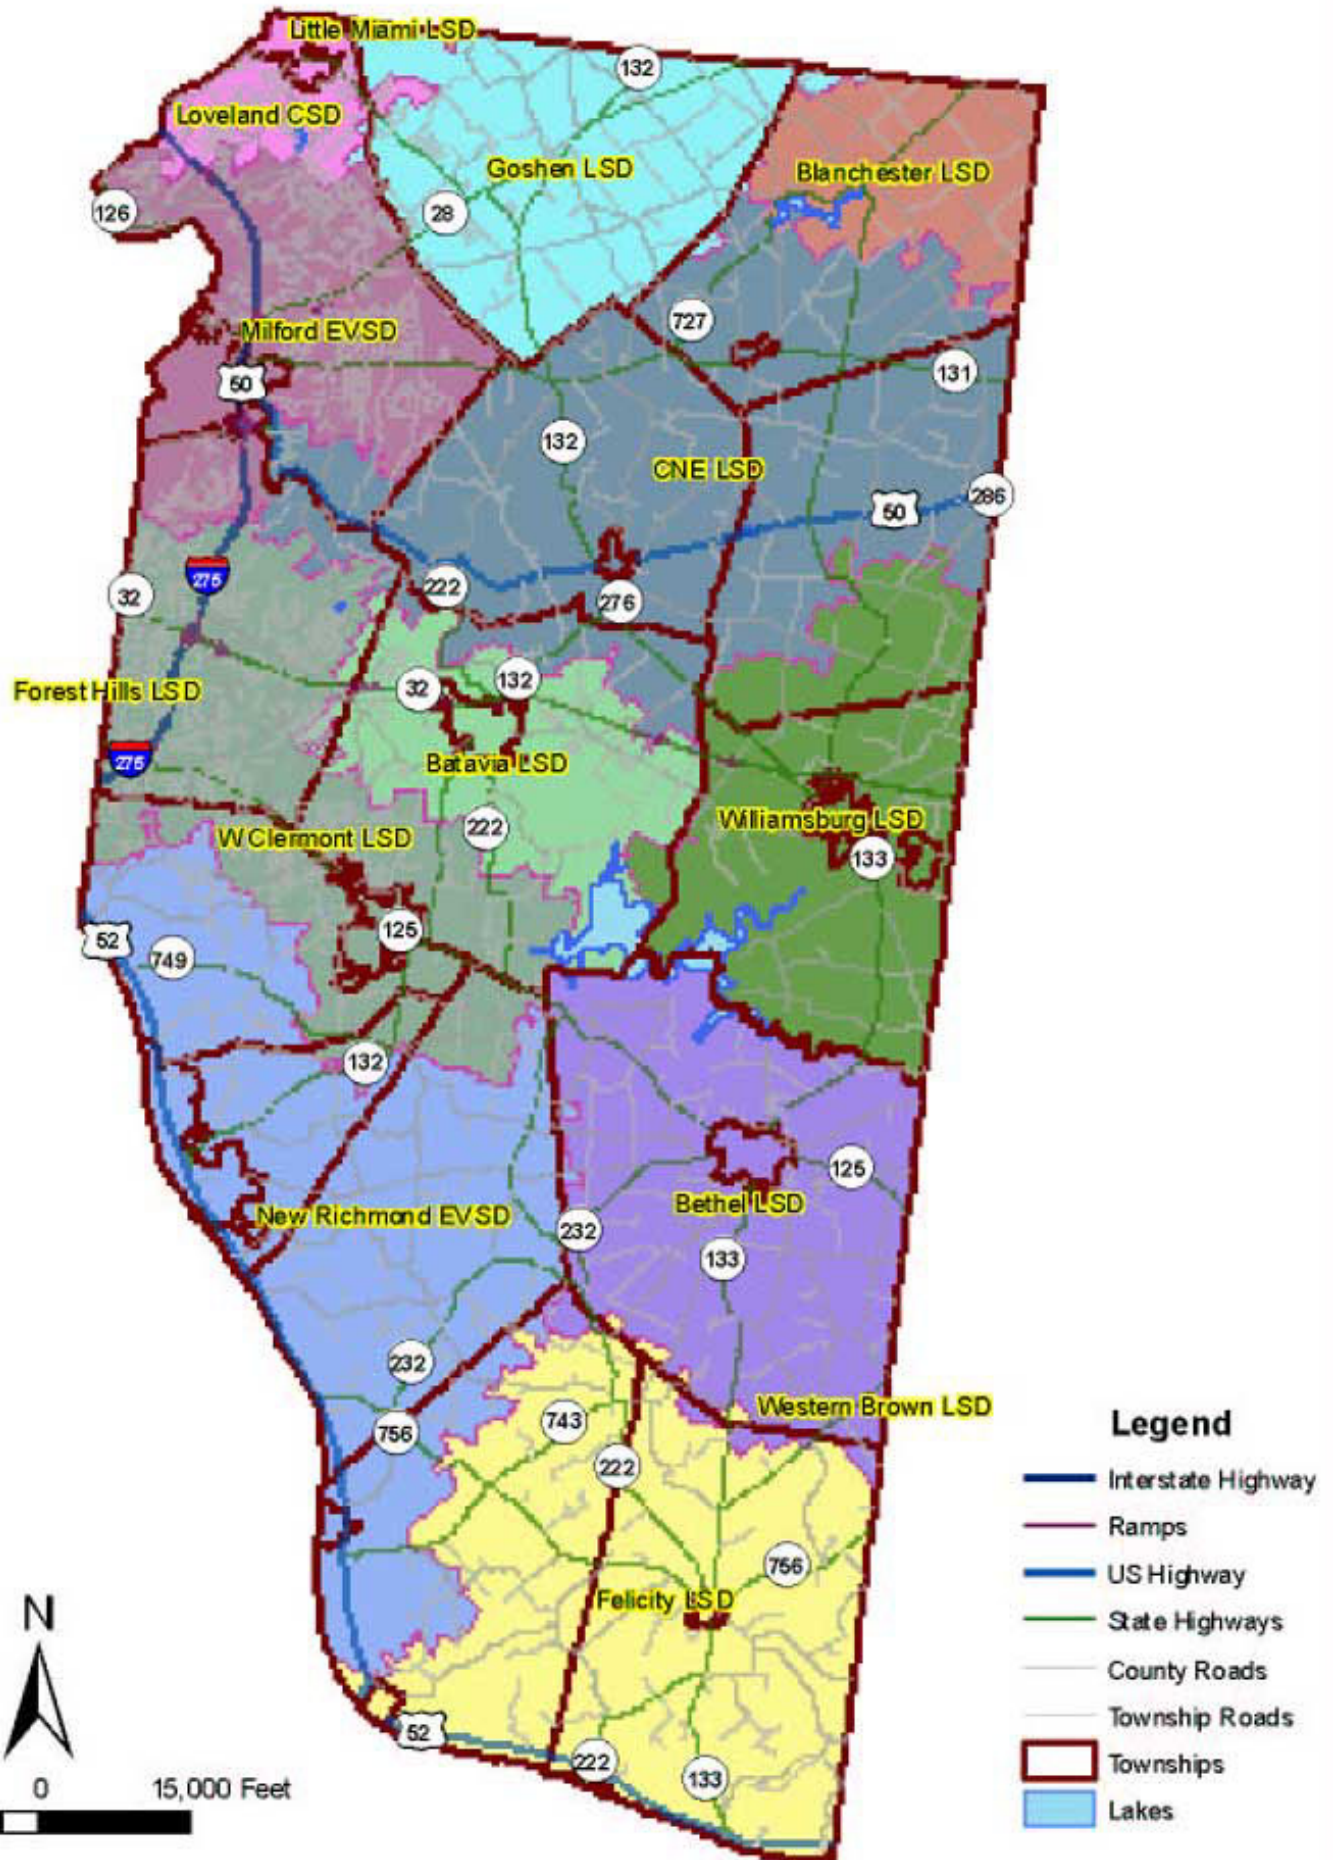 Little Miami LSD
132
Loveland CSD
Goshen LSD
Blanchester LSD
126
28
727
Milford EVSD
131
50
132
CNE LSD
286
50
275
222
32
276
132
32
Forest Hills LSD
275
Batavia LSD
Williamsburg LSD
222
W Clermont LSD
133
125
52
749
132
125
Bethel LSD
New Richmond EVSD
232
133
232
Western Brown LSD
743
756
222
756
Felicity LSD
52
222
133
Legend
Interstate Highway
Ramps
US Highway
State Highways
County Roads
Township Roads
Townships
Lakes
N
0 15,000 Feet